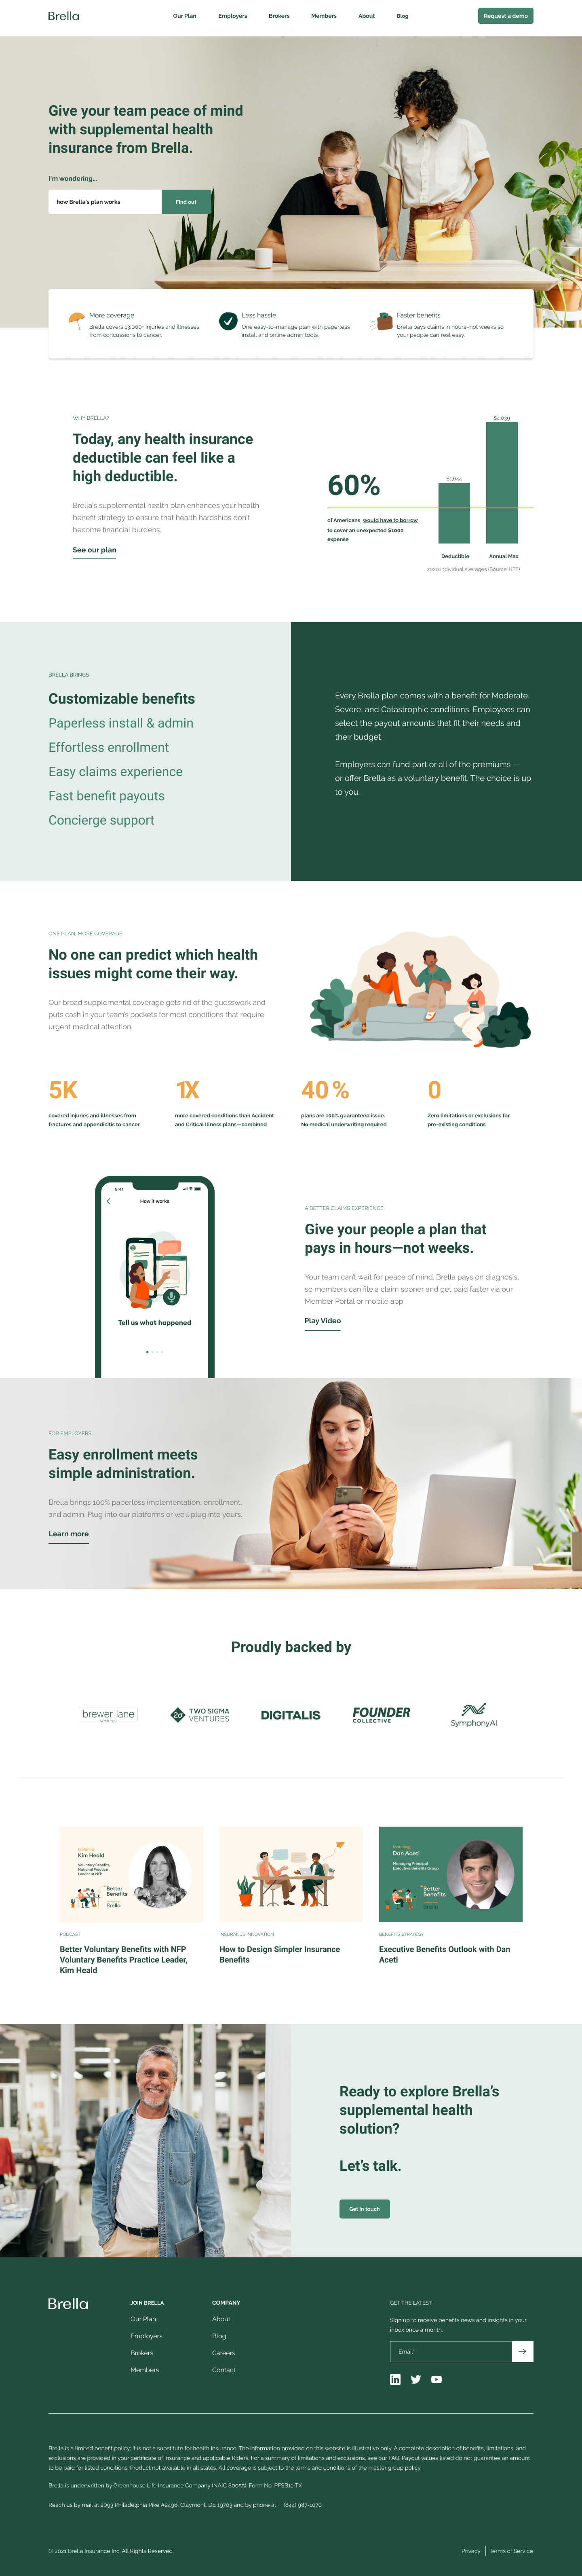 Brella
Our Plan
Employers
Brokers
Members
About
Blog
Request a demo
Give your team peace of mind
with supplemental health
insurance from Brella.
I'm wondering...
how Brella's plan works
Find out
More coverage
Brella covers 13,000+ injuries and illnesses
from concussions to cancer.
Less hassle
One easy-to-manage plan with paperless
install and online admin tools.
Faster benefits
Brella pays claims in hours–not weeks so
your people can rest easy.
WHY BRELLA?
Today, any health insurance
deductible can feel like a
high deductible.
Brella's supplemental health plan enhances your health
benefit strategy to ensure that health hardships don't
become financial burdens.
See our plan
60%
of Americans would have to borrow
to cover an unexpected $1000
expense
$1,644
$4,039
Deductible
Annual Max
2020 individual averages (Source: KFF)
BRELLA BRINGS
Customizable benefits
Paperless install & admin
Effortless enrollment
Easy claims experience
Fast benefit payouts
Concierge support
Every Brella plan comes with a benefit for Moderate,
Severe, and Catastrophic conditions. Employees can
select the payout amounts that fit their needs and
their budget.
Employers can fund part or all of the premiums —
or offer Brella as a voluntary benefit. The choice is up
to you.
ONE PLAN, MORE COVERAGE
No one can predict which health
issues might come their way.
Our broad supplemental coverage gets rid of the guesswork and
puts cash in your team's pockets for most conditions that require
urgent medical attention.
5K
covered injuries and illnesses from
fractures and appendicitis to cancer
1X
more covered conditions than Accident
and Critical Illness plans—combined
40 %
plans are 100% guaranteed issue.
No medical underwriting required
0
Zero limitations or exclusions for
pre-existing conditions
9:41
How it works
Tell us what happened
A BETTER CLAIMS EXPERIENCE
Give your people a plan that
pays in hours—not weeks.
Your team can't wait for peace of mind. Brella pays on diagnosis,
so members can file a claim sooner and get paid faster via our
Member Portal or mobile app.
Play Video
FOR EMPLOYERS
Easy enrollment meets
simple administration.
Brella brings 100% paperless implementation, enrollment,
and admin. Plug into our platforms or we'll plug into yours.
Learn more
Proudly backed by
brewer lane
ventures
2σ
TWO SIGMA
VENTURES
DIGITALIS
FOUNDER
COLLECTIVE
SymphonyAI
Featuring:
Kim Heald
Voluntary Benefits,
National Practice
Leader at NFP
Better
Benefits
Brella
Featuring:
Dan Aceti
Managing Principal
Executive Benefits Group
Better
Benefits
Brella
PODCAST
Better Voluntary Benefits with NFP
Voluntary Benefits Practice Leader,
Kim Heald
INSURANCE INNOVATION
How to Design Simpler Insurance
Benefits
BENEFITS STRATEGY
Executive Benefits Outlook with Dan
Aceti
Ready to explore Brella's
supplemental health
solution?
Let's talk.
Get in touch
Brella
JOIN BRELLA
Our Plan
Employers
Brokers
Members
COMPANY
About
Blog
Careers
Contact
GET THE LATEST
Sign up to receive benefits news and insights in your
inbox once a month.
Email*
Brella is a limited benefit policy; it is not a substitute for health insurance. The information provided on this website is illustrative only. A complete description of benefits, limitations, and
exclusions are provided in your certificate of Insurance and applicable Riders. For a summary of limitations and exclusions, see our FAQ. Payout values listed do not guarantee an amount
to be paid for listed conditions. Product not available in all states. All coverage is subject to the terms and conditions of the master group policy.
Brella is underwritten by Greenhouse Life Insurance Company (NAIC 80055). Form No. PFSB11-TX
Reach us by mail at 2093 Philadelphia Pike #2496, Claymont, DE 19703 and by phone at (844) 987-1070.
© 2021 Brella Insurance Inc. All Rights Reserved.
Privacy
Terms of Service